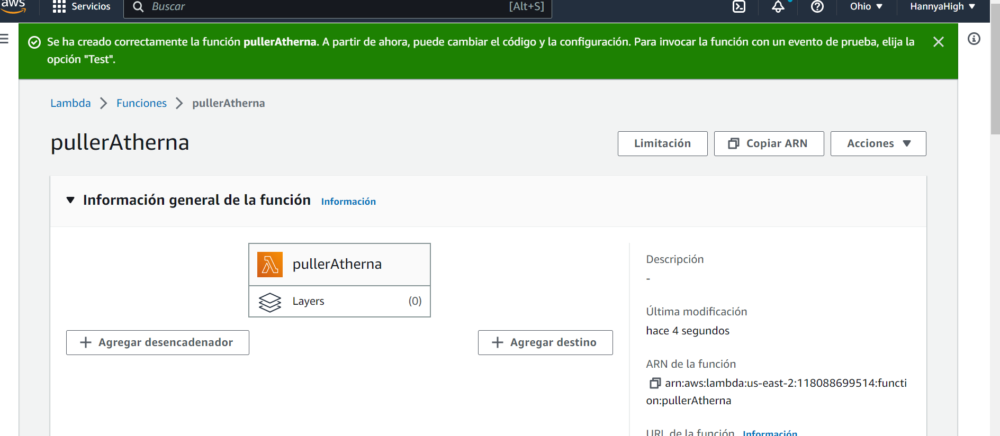 aws
Servicios
Buscar
[Alt+S]
Ohio
HannyaHigh
Se ha creado correctamente la función pullerAtherna. A partir de ahora, puede cambiar el código y la configuración. Para invocar la función con un evento de prueba, elija la
opción "Test".
Lambda
Funciones
pullerAtherna
pullerAtherna
Limitación
Copiar ARN
Acciones
Información general de la función
Información
pullerAtherna
Layers
(0)
Agregar desencadenador
Agregar destino
Descripción
-
Última modificación
hace 4 segundos
ARN de la función
arn:aws:lambda:us-east-2:118088699514:functi
on:pullerAtherna
URL de la función
Información